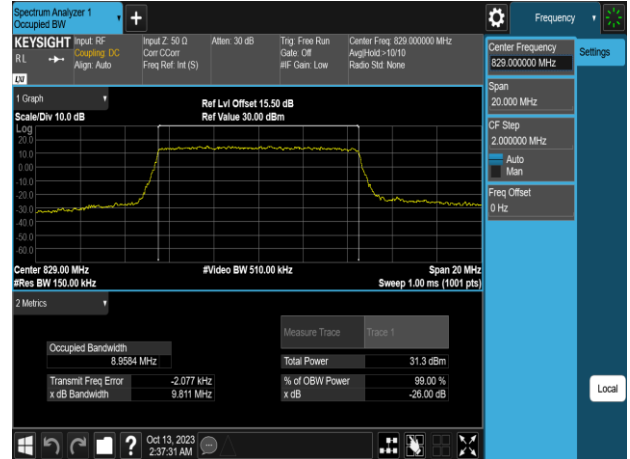 Spectrum Analyzer 1
Occupied BW
+
Frequency
KEYSIGHT
Input: RF
Input Z: 50 Ω
Atten: 30 dB
Trig: Free Run
Center Freq: 829.000000 MHz
RL
Coupling: DC
Corr CCorr
Gate: Off
Avg|Hold:>10/10
Align: Auto
Freq Ref: Int (S)
#IF Gain: Low
Radio Std: None
LXI
Center Frequency
829.000000 MHz
Settings
Span
20.000 MHz
CF Step
2.000000 MHz
Auto
Man
Freq Offset
0 Hz
Local
1 Graph
Ref Lvl Offset 15.50 dB
Scale/Div 10.0 dB
Ref Value 30.00 dBm
Log
20.0
10.0
0.00
-10.0
-20.0
-30.0
-40.0
-50.0
-60.0
Center 829.00 MHz
#Video BW 510.00 kHz
Span 20 MHz
#Res BW 150.00 kHz
Sweep 1.00 ms (1001 pts)
2 Metrics
Measure Trace
Trace 1
Occupied Bandwidth
8.9584 MHz
Total Power
31.3 dBm
Transmit Freq Error
-2.077 kHz
% of OBW Power
99.00 %
x dB Bandwidth
9.811 MHz
x dB
-26.00 dB
?
Oct 13, 2023
2:37:31 AM